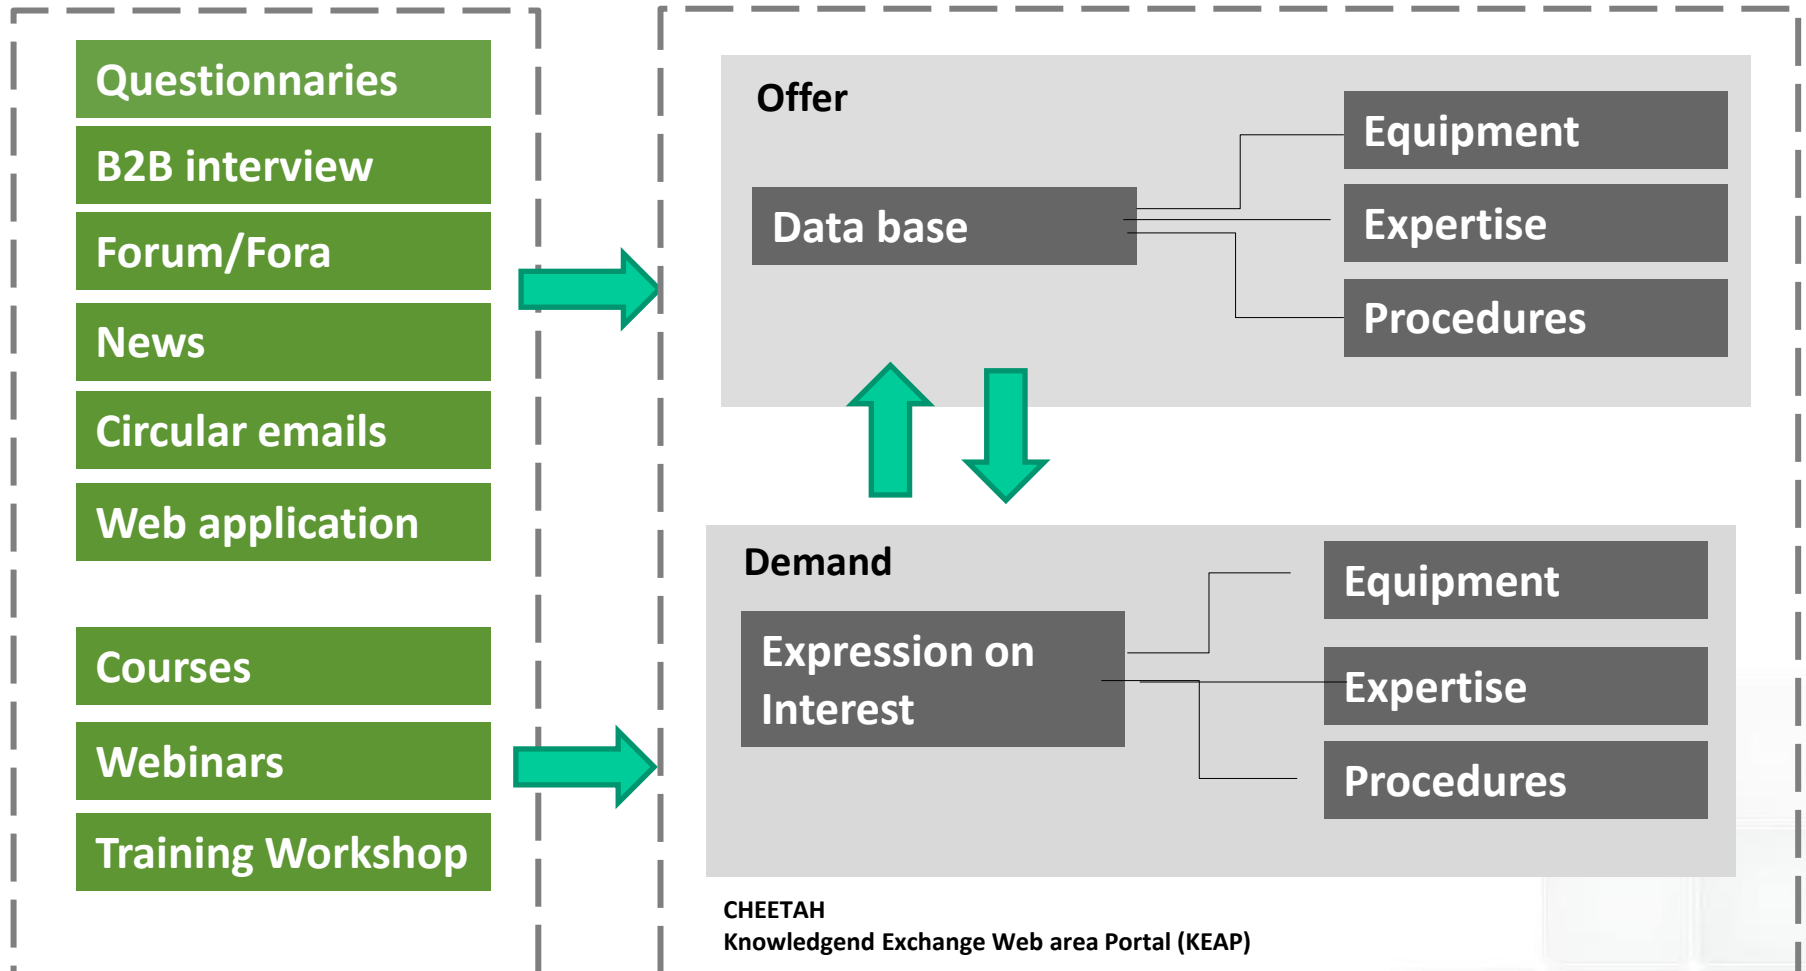 Questionnaries
B2B interview
Forum/Fora
News
Circular emails
Web application
Courses
Webinars
Training Workshop
Offer
Data base
Equipment
Expertise
Procedures
Demand
Expression on
Interest
Equipment
Expertise
Procedures
CHEETAH
Knowledgend Exchange Web area Portal (KEAP)